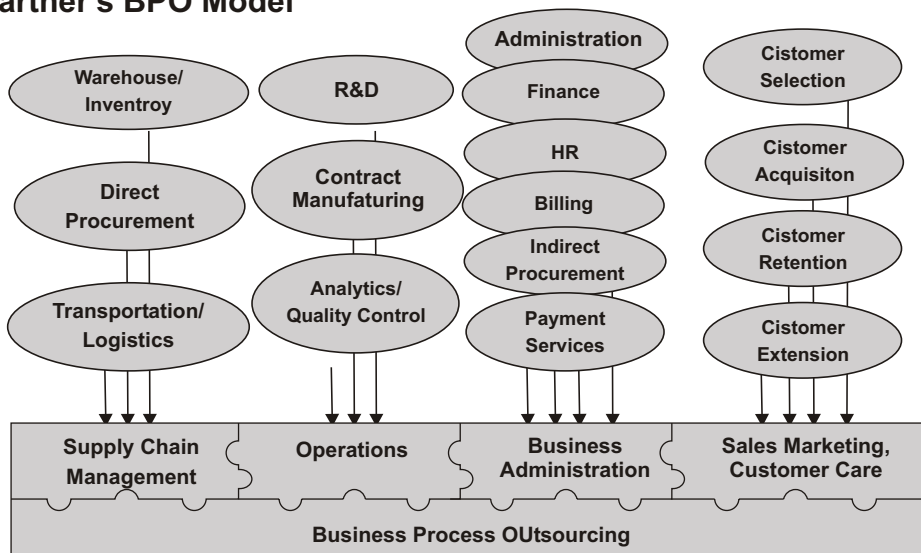 artner's BPO Model
Warehouse/
Inventroy
Direct
Procurement
Transportation/
Logistics
R&D
Contract
Manufaturing
Analytics/
Quality Control
Administration
Finance
HR
Billing
Indirect
Procurement
Payment
Services
Cistomer
Selection
Cistomer
Acquisiton
Cistomer
Retention
Cistomer
Extension
Supply Chain
Management
Operations
Business
Administration
Sales Marketing,
Customer Care
Business Process OUtsourcing